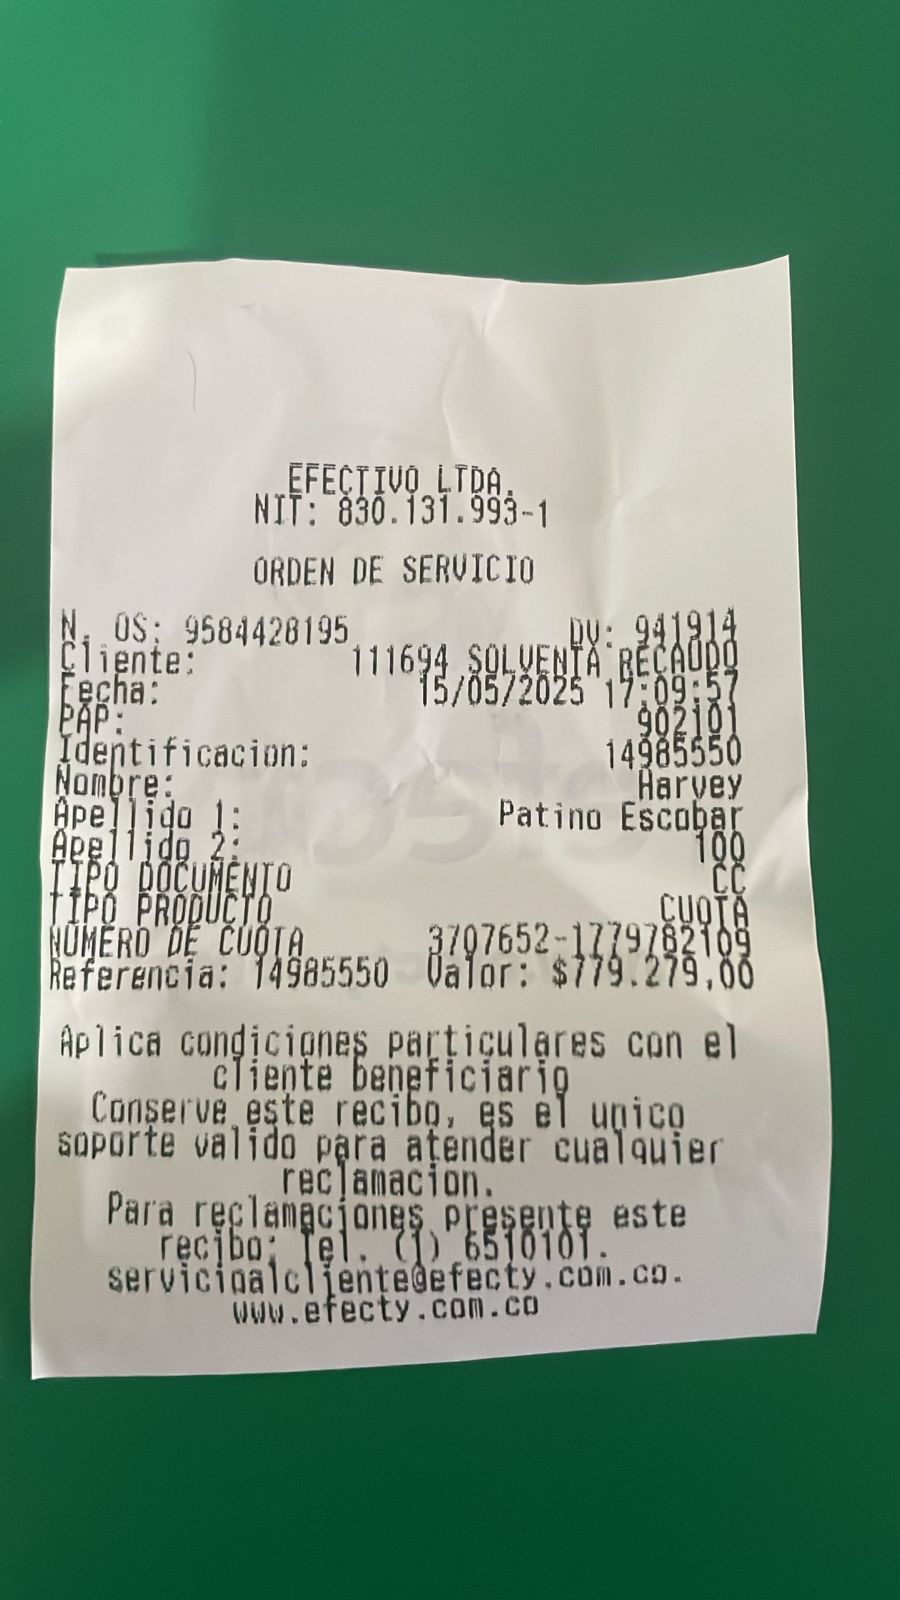 EFECTIVO LTDA.
NIT: 830.131.993-1
ORDEN DE SERVICIO
N. OS: 9584428195 DV: 941914
Cliente: 111694 SOLVENTA RECAUDO
Fecha: 15/05/2025 17:09:57
PAP: 902101
Identificacion: 14985550
Nombre: Harvey
Apellido 1: Patino Escobar
Apellido 2: 100
TIPO DOCUMENTO CC
TIPO PRODUCTO CUOTA
NUMERO DE CUOTA 3707652-1779782109
Referencia: 14985550 Valor: $779.279,00
Aplica condiciones particulares con el
cliente beneficiario
Conserve este recibo, es el unico
soporte valido para atender cualquier
reclamacion.
Para reclamaciones presente este
recibo: Tel. (1) 6510101.
servicioalcliente@efecty.com.co.
www.efecty.com.co